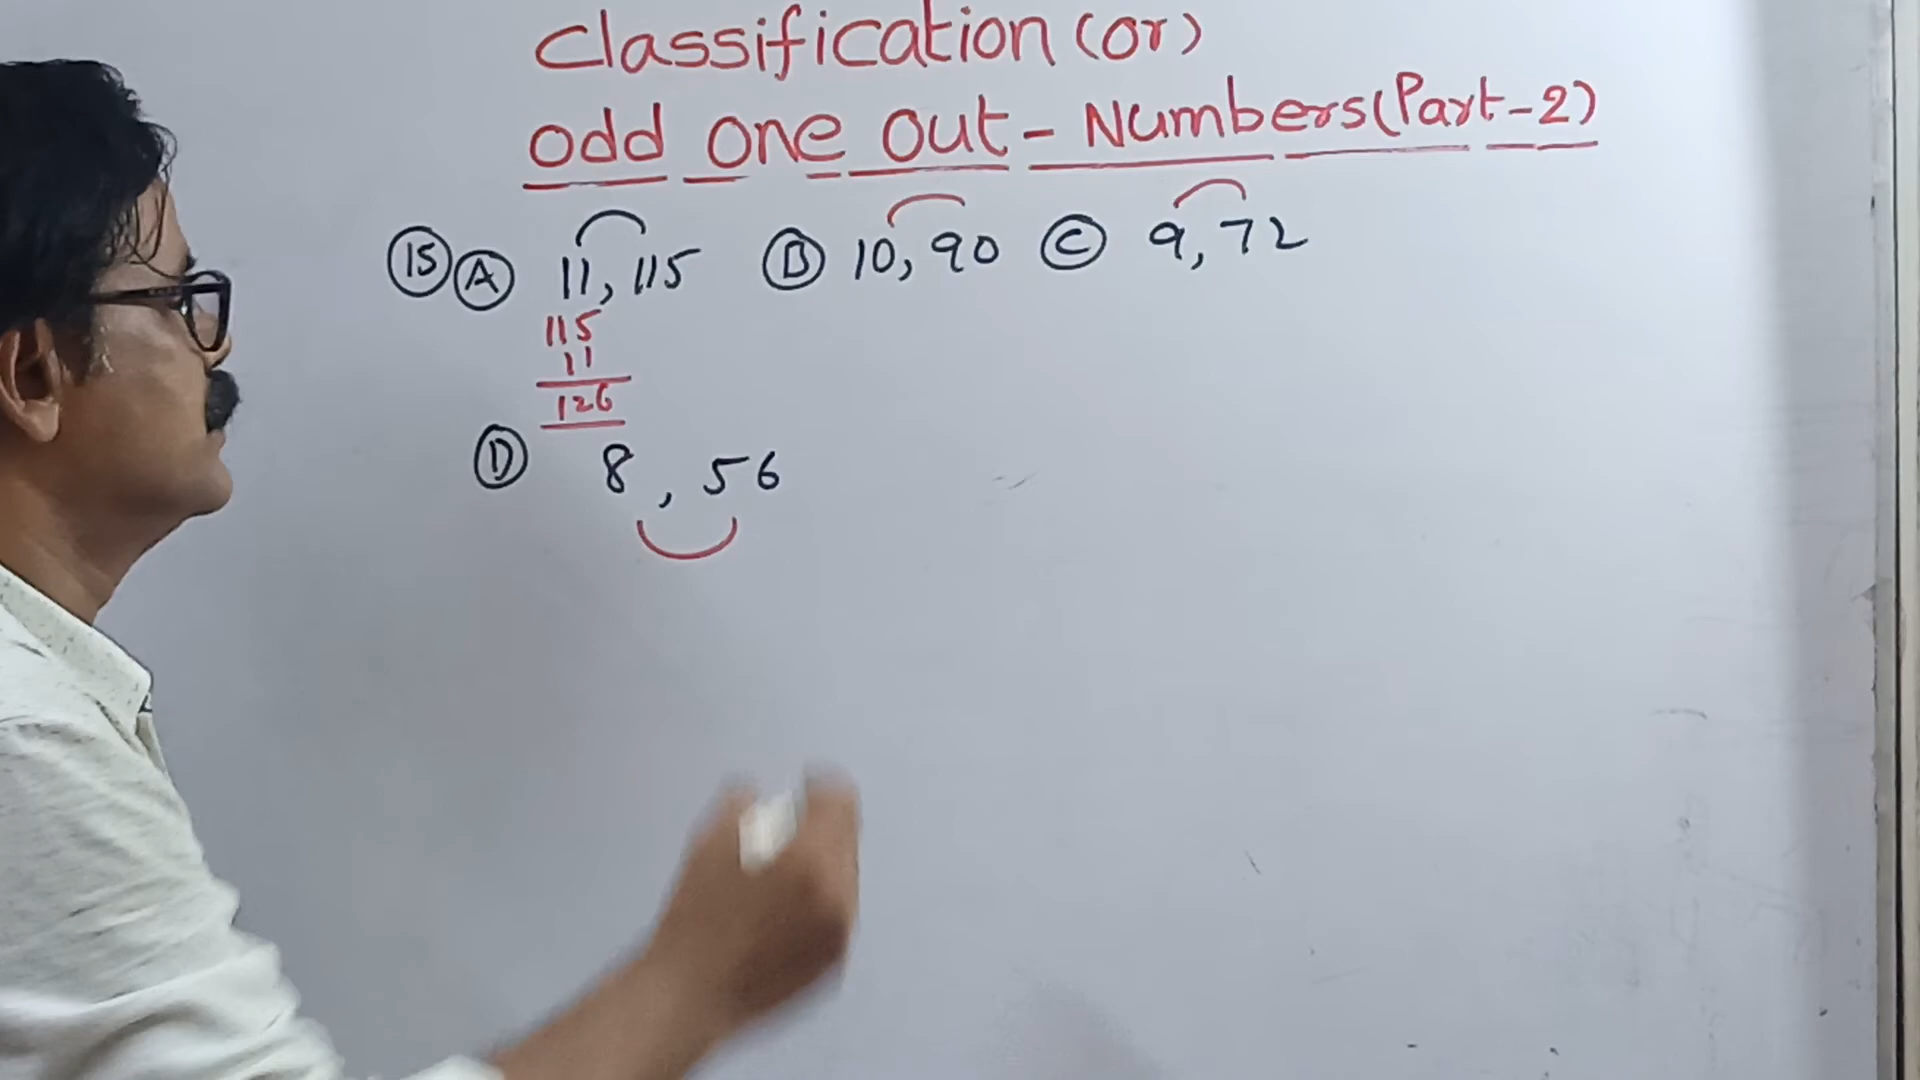 Classification (or)
odd one out - Numbers (Part-2)
15 A 11, 115 B 10, 90 C 9, 72
115
11
126
D 8, 56